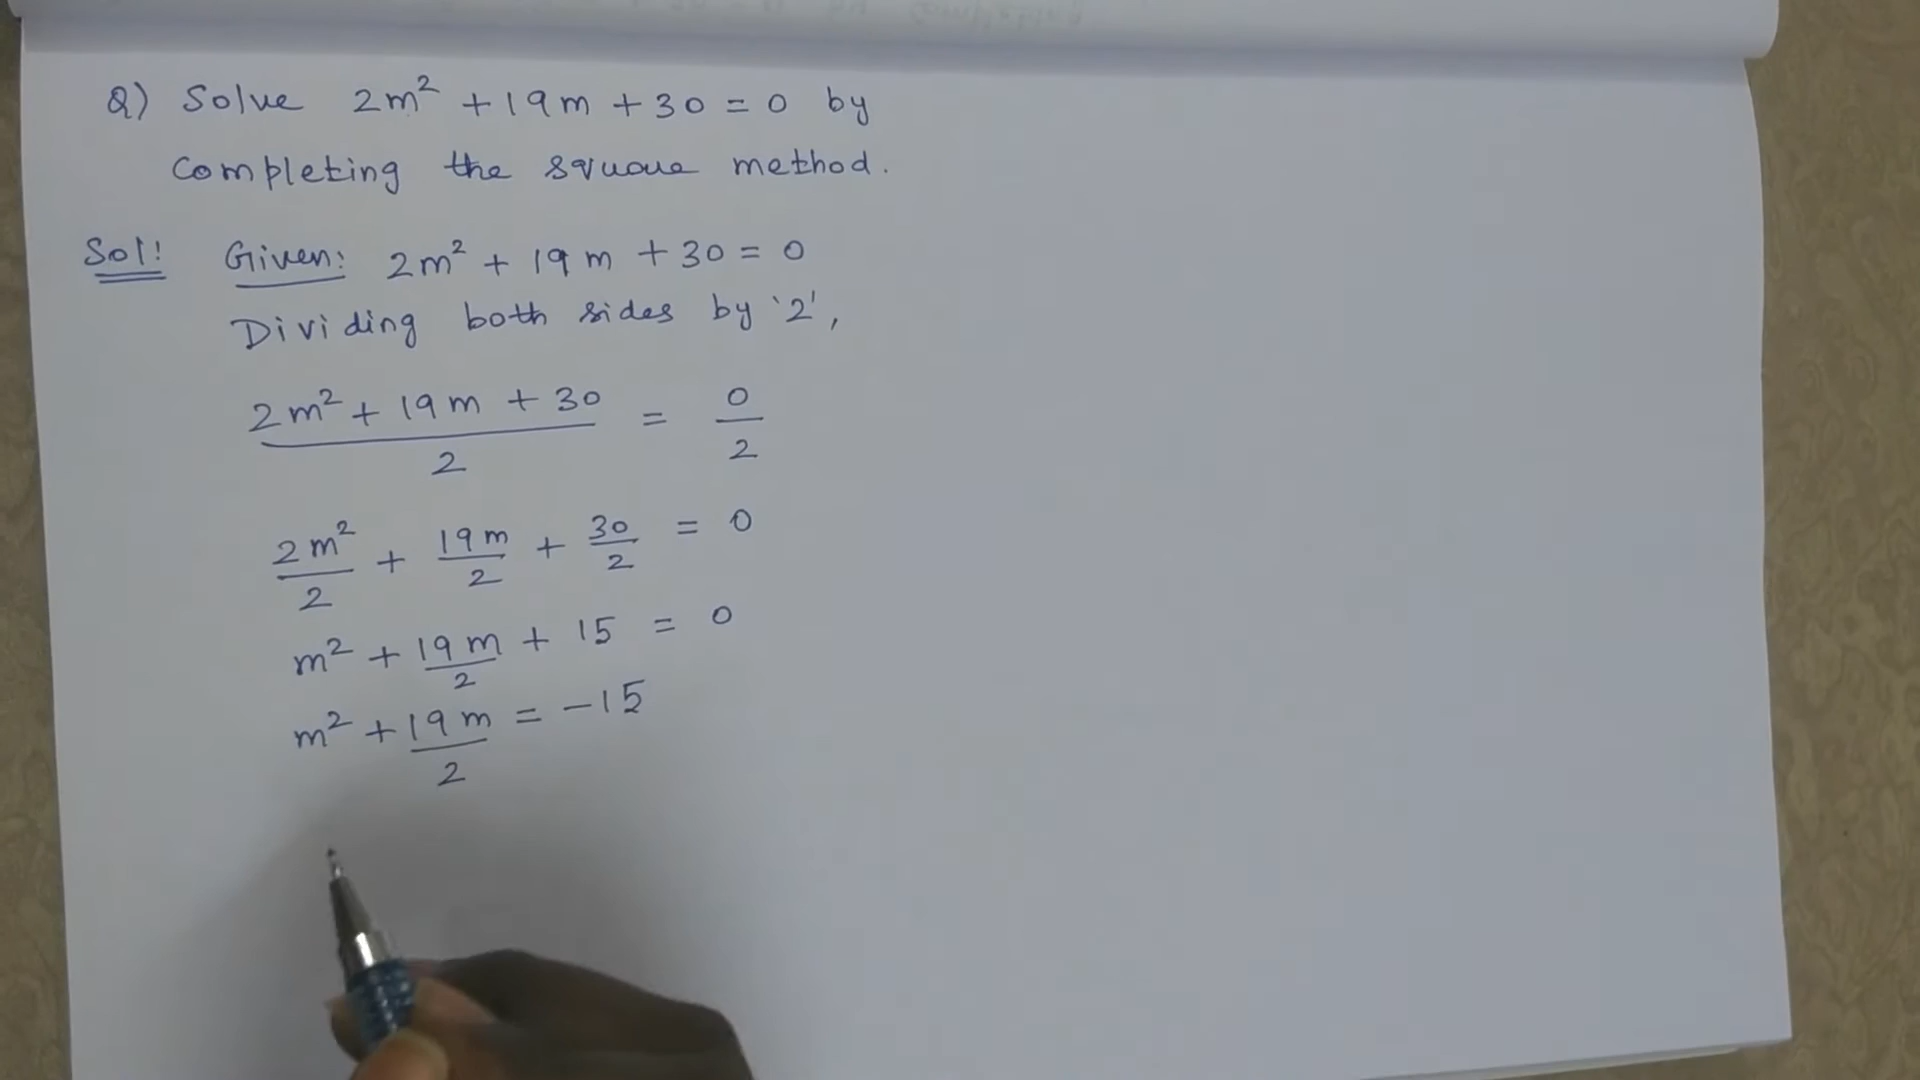 Q) Solve 2m² + 19m + 30 = 0 by
completing the square method.
Sol: Given: 2m² + 19m + 30 = 0
Dividing both sides by '2',
(2m² + 19m + 30)/2 = 0/2
2m²/2 + 19m/2 + 30/2 = 0
m² + 19m/2 + 15 = 0
m² + 19m/2 = -15